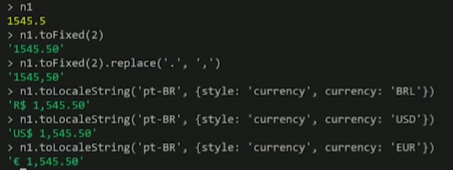 > n1
1545.5
> n1.toFixed(2)
'1545.50'
> n1.toFixed(2).replace('.', ',')
'1545,50'
> n1.toLocaleString('pt-BR', {style: 'currency', currency: 'BRL'})
'R$ 1,545.50'
> n1.toLocaleString('pt-BR', {style: 'currency', currency: 'USD'})
'US$ 1,545.50'
> n1.toLocaleString('pt-BR', {style: 'currency', currency: 'EUR'})
'€ 1,545.50'